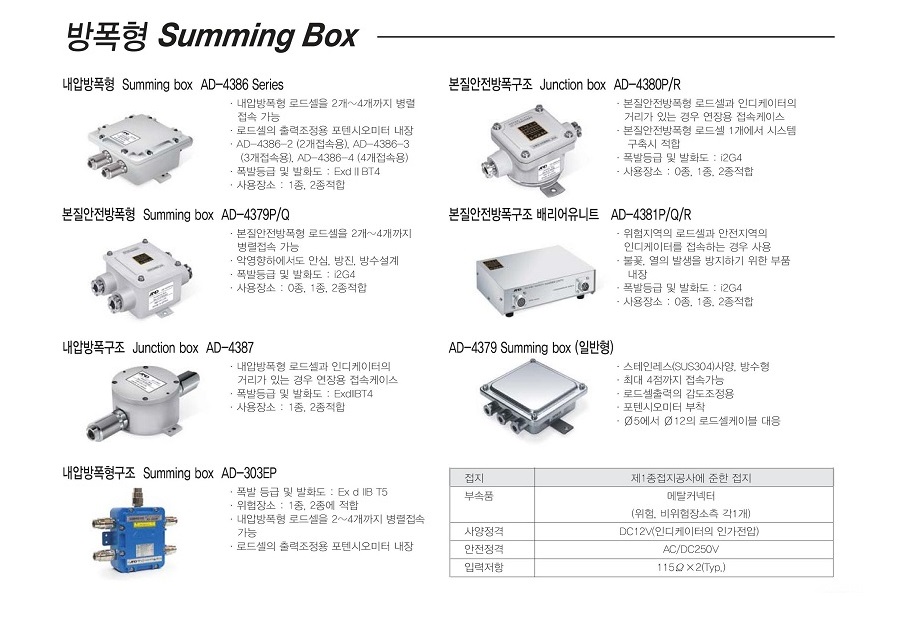 방폭형 Summing Box
내압방폭형 Summing box AD-4386 Series
· 내압방폭형 로드셀을 2개~4개까지 병렬
접속 가능
· 로드셀의 출력조정용 포텐시오미터 내장
· AD-4386-2 (2개접속용), AD-4386-3
(3개접속용), AD-4386-4 (4개접속용)
· 폭발등급 및 발화도 : Exd II BT4
· 사용장소 : 1종, 2종적합
본질안전방폭형 Summing box AD-4379P/Q
· 본질안전방폭형 로드셀을 2개~4개까지
병렬접속 가능
· 악영향하에서도 안심, 방진, 방수설계
· 폭발등급 및 발화도 : i2G4
· 사용장소 : 0종, 1종, 2종적합
내압방폭구조 Junction box AD-4387
· 내압방폭형 로드셀과 인디케이터의
거리가 있는 경우 연장용 접속케이스
· 폭발등급 및 발화도 : ExdIIBT4
· 사용장소 : 1종, 2종적합
내압방폭형구조 Summing box AD-303EP
· 폭발 등급 및 발화도 : Ex d IIB T5
· 위험장소 : 1종, 2종에 적합
· 내압방폭형 로드셀을 2~4개까지 병렬접속
가능
· 로드셀의 출력조정용 포텐시오미터 내장
본질안전방폭구조 Junction box AD-4380P/R
· 본질안전방폭형 로드셀과 인디케이터의
거리가 있는 경우 연장용 접속케이스
· 본질안전방폭형 로드셀 1개에서 시스템
구축시 적합
· 폭발등급 및 발화도 : i2G4
· 사용장소 : 0종, 1종, 2종적합
본질안전방폭구조 배리어유니트 AD-4381P/Q/R
· 위험지역의 로드셀과 안전지역의
인디케이터를 접속하는 경우 사용
· 불꽃, 열의 발생을 방지하기 위한 부품
내장
· 폭발등급 및 발화도 : i2G4
· 사용장소 : 0종, 1종, 2종적합
AD-4379 Summing box (일반형)
· 스테인레스(SUS304)사양, 방수형
· 최대 4점까지 접속가능
· 로드셀출력의 감도조정용
· 포텐시오미터 부착
· Ø5에서 Ø12의 로드셀케이블 대응
접지 제1종접지공사에 준한 접지
부속품 메탈커넥터
(위험, 비위험장소측 각1개)
사양정격 DC12V(인디케이터의 인가전압)
안전정격 AC/DC250V
입력저항 115Ω×2(Typ,)